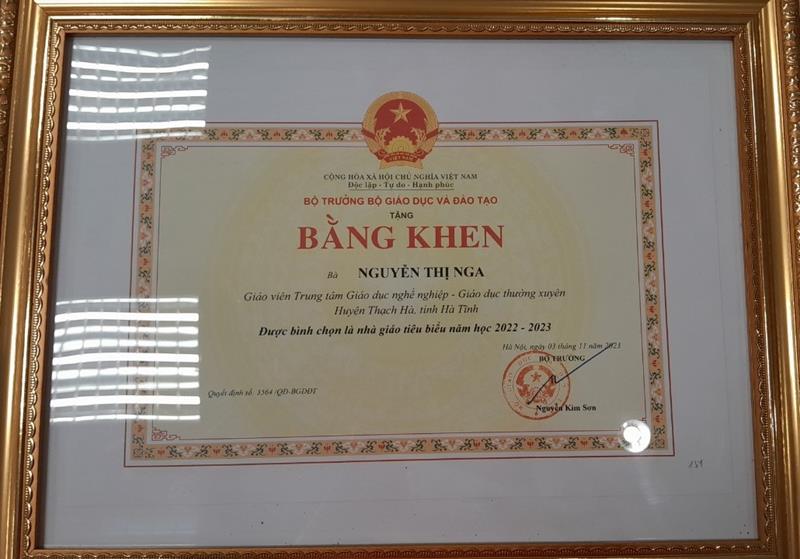 VIỆT NAM
CỘNG HÒA XÃ HỘI CHỦ NGHĨA VIỆT NAM
Độc lập - Tự do - Hạnh phúc
BỘ TRƯỞNG BỘ GIÁO DỤC VÀ ĐÀO TẠO
TẶNG
BẰNG KHEN
Bà NGUYỄN THỊ NGA
Giáo viên Trung tâm Giáo dục nghề nghiệp - Giáo dục thường xuyên
Huyện Thạch Hà, tỉnh Hà Tĩnh
Được bình chọn là nhà giáo tiêu biểu năm học 2022 - 2023
Hà Nội, ngày 03 tháng 11 năm 2023
BỘ TRƯỞNG
Quyết định số: 3564 /QĐ-BGDĐT
Nguyễn Kim Sơn